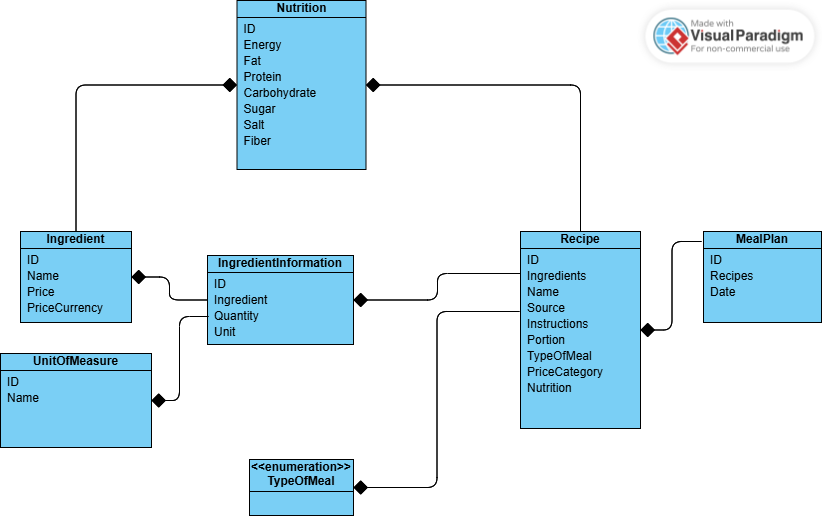 Nutrition
ID
Energy
Fat
Protein
Carbohydrate
Sugar
Salt
Fiber
Made with
Visual Paradigm
For non-commercial use
Ingredient
ID
Name
Price
PriceCurrency
IngredientInformation
ID
Ingredient
Quantity
Unit
Recipe
ID
Ingredients
Name
Source
Instructions
Portion
TypeOfMeal
PriceCategory
Nutrition
MealPlan
ID
Recipes
Date
UnitOfMeasure
ID
Name
<<enumeration>>
TypeOfMeal